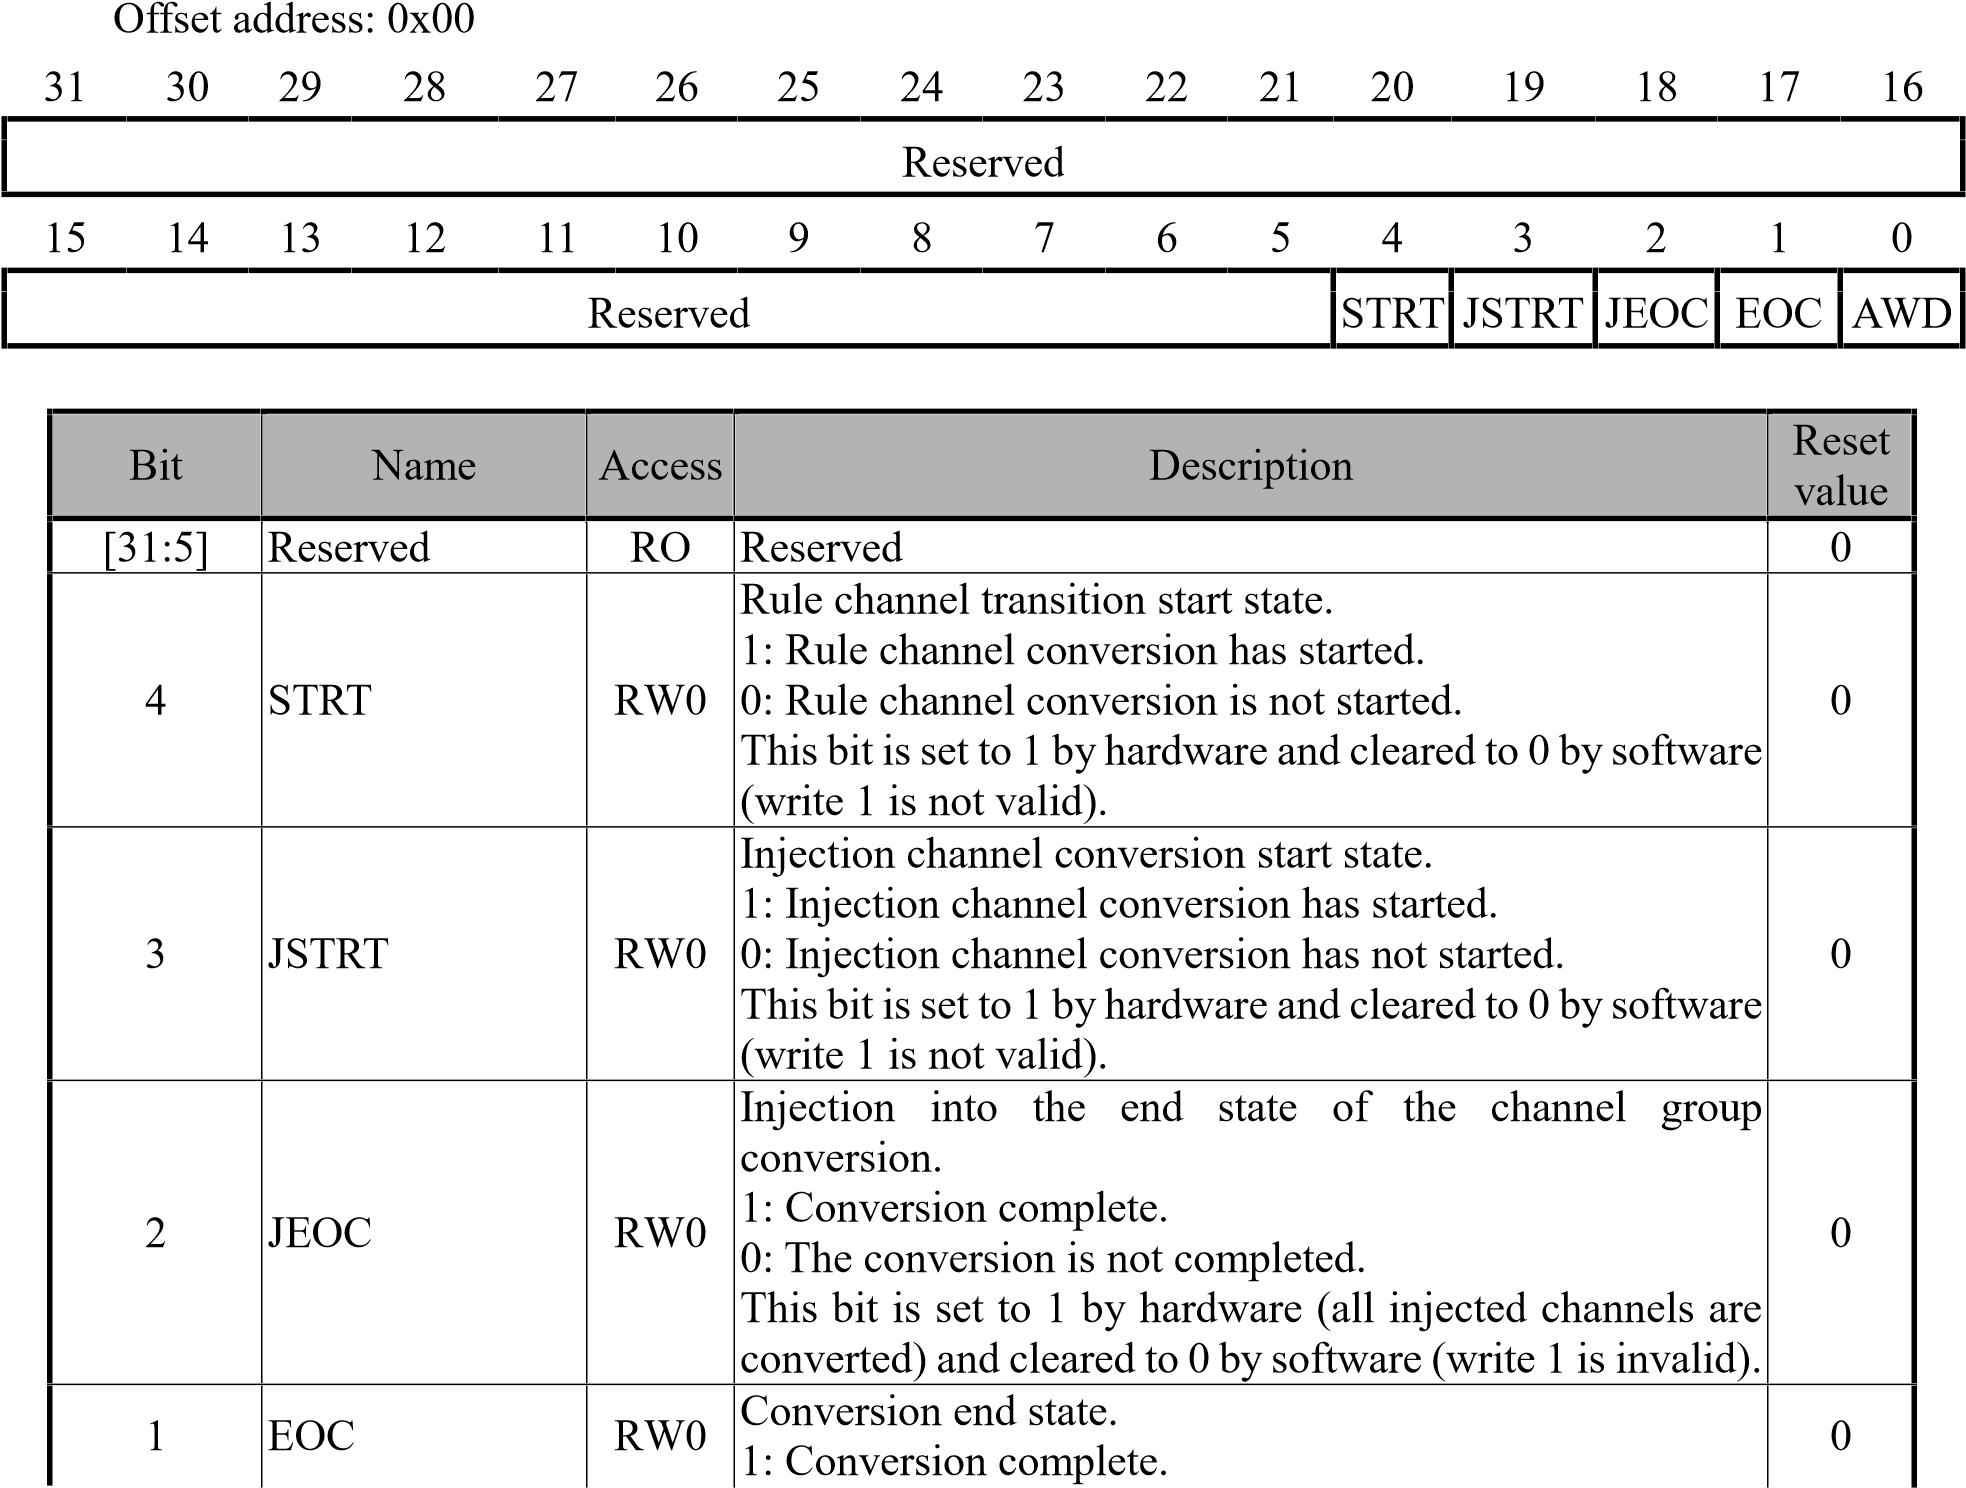 Offset address: 0x00
31 30 29 28 27 26 25 24 23 22 21 20 19 18 17 16
Reserved
15 14 13 12 11 10 9 8 7 6 5 4 3 2 1 0
Reserved STRT JSTRT JEOC EOC AWD
Bit Name Access Description Reset value
[31:5] Reserved RO Reserved 0
4 STRT RW0 0
Rule channel transition start state.
1: Rule channel conversion has started.
0: Rule channel conversion is not started.
This bit is set to 1 by hardware and cleared to 0 by software
(write 1 is not valid).
3 JSTRT RW0 0
Injection channel conversion start state.
1: Injection channel conversion has started.
0: Injection channel conversion has not started.
This bit is set to 1 by hardware and cleared to 0 by software
(write 1 is not valid).
2 JEOC RW0 0
Injection into the end state of the channel group
conversion.
1: Conversion complete.
0: The conversion is not completed.
This bit is set to 1 by hardware (all injected channels are
converted) and cleared to 0 by software (write 1 is invalid).
1 EOC RW0 0
Conversion end state.
1: Conversion complete.